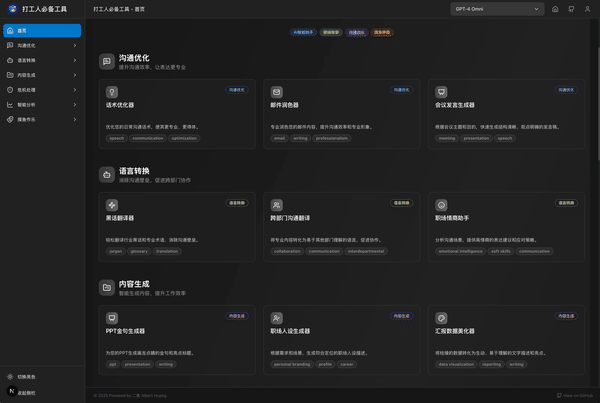 打工人必备工具
打工人必备工具 - 首页
GPT-4 Omni
首页
沟通优化
语言转换
内容生成
危机处理
智能分析
摸鱼作乐
沟通优化
提升沟通效率，让表达更专业
沟通优化
话术优化器
优化您的日常沟通话术，使其更专业、更得体。
speech
communication
optimization
沟通优化
邮件润色器
专业润色您的邮件内容，提升沟通效率和专业形象。
email
writing
professionalism
沟通优化
会议发言生成器
根据会议主题和目的，快速生成结构清晰、观点明确的发言稿。
meeting
presentation
speech
语言转换
消除沟通壁垒，促进跨部门协作
语言转换
黑话翻译器
轻松翻译行业黑话和专业术语，消除沟通壁垒。
jargon
glossary
translation
语言转换
跨部门沟通翻译
将专业内容转化为易于其他部门理解的语言，促进协作。
collaboration
communication
interdepartmental
语言转换
职场情商助手
分析沟通场景，提供高情商的表达建议和应对策略。
emotional intelligence
soft skills
communication
内容生成
智能生成内容，提升工作效率
内容生成
PPT金句生成器
为您的PPT生成画龙点睛的金句和亮点标题。
ppt
presentation
writing
内容生成
职场人设生成器
根据需求和场景，生成符合定位的职场人设描述。
personal branding
profile
career
内容生成
汇报数据美化器
将枯燥的数据转化为生动、易于理解的文字描述和亮点。
data visualization
reporting
writing
切换亮色
收起侧栏
N
© 2025 Powered by
Albert Huang
View on GitHub